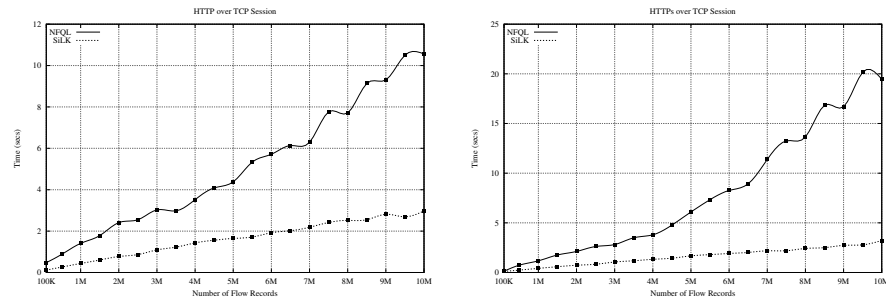 HTTP over TCP Session
12
10
8
6
4
2
0
Time (secs)
NFQL
SiLK
100K 1M 2M 3M 4M 5M 6M 7M 8M 9M 10M
Number of Flow Records
HTTPs over TCP Session
25
20
15
10
5
0
Time (secs)
NFQL
SiLK
100K 1M 2M 3M 4M 5M 6M 7M 8M 9M 10M
Number of Flow Records